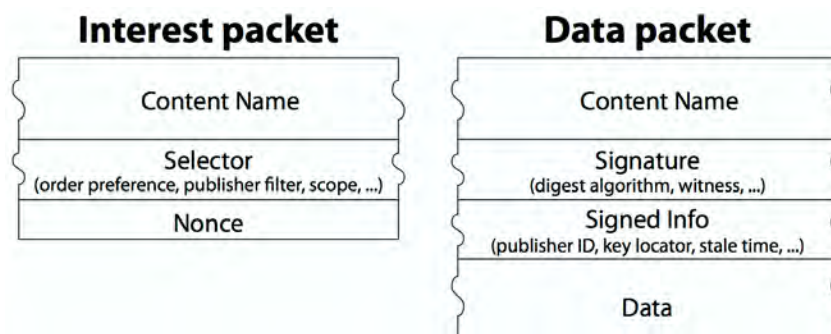 Interest packet
Content Name
Selector
(order preference, publisher filter, scope, ...)
Nonce
Data packet
Content Name
Signature
(digest algorithm, witness, ...)
Signed Info
(publisher ID, key locator, stale time, ...)
Data